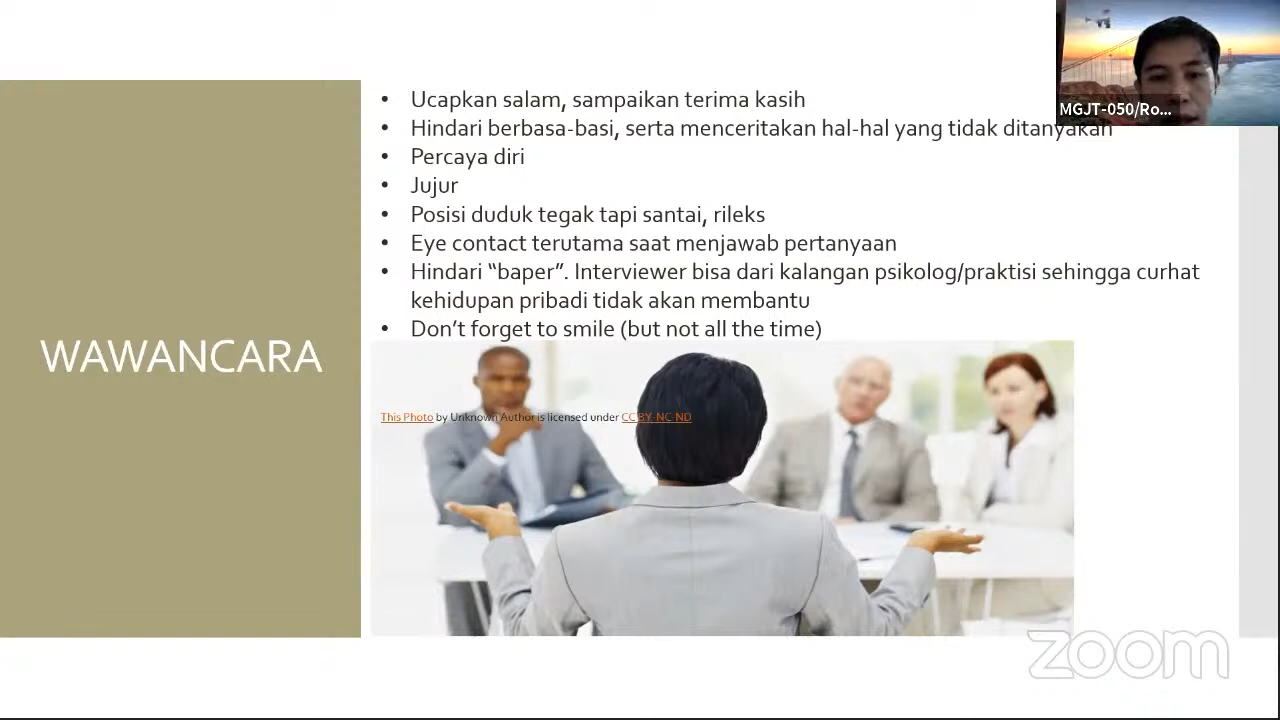 Ucapkan salam, sampaikan terima kasih
Hindari berbasa-basi, serta menceritakan hal-hal yang tidak ditanyakan
Percaya diri
Jujur
Posisi duduk tegak tapi santai, rileks
Eye contact terutama saat menjawab pertanyaan
Hindari “baper”. Interviewer bisa dari kalangan psikolog/praktisi sehingga curhat
kehidupan pribadi tidak akan membantu
Don’t forget to smile (but not all the time)
WAWANCARA
This Photo by Unknown Author is licensed under CC BY-NC-ND
MGJT-050/Ro...
zoom